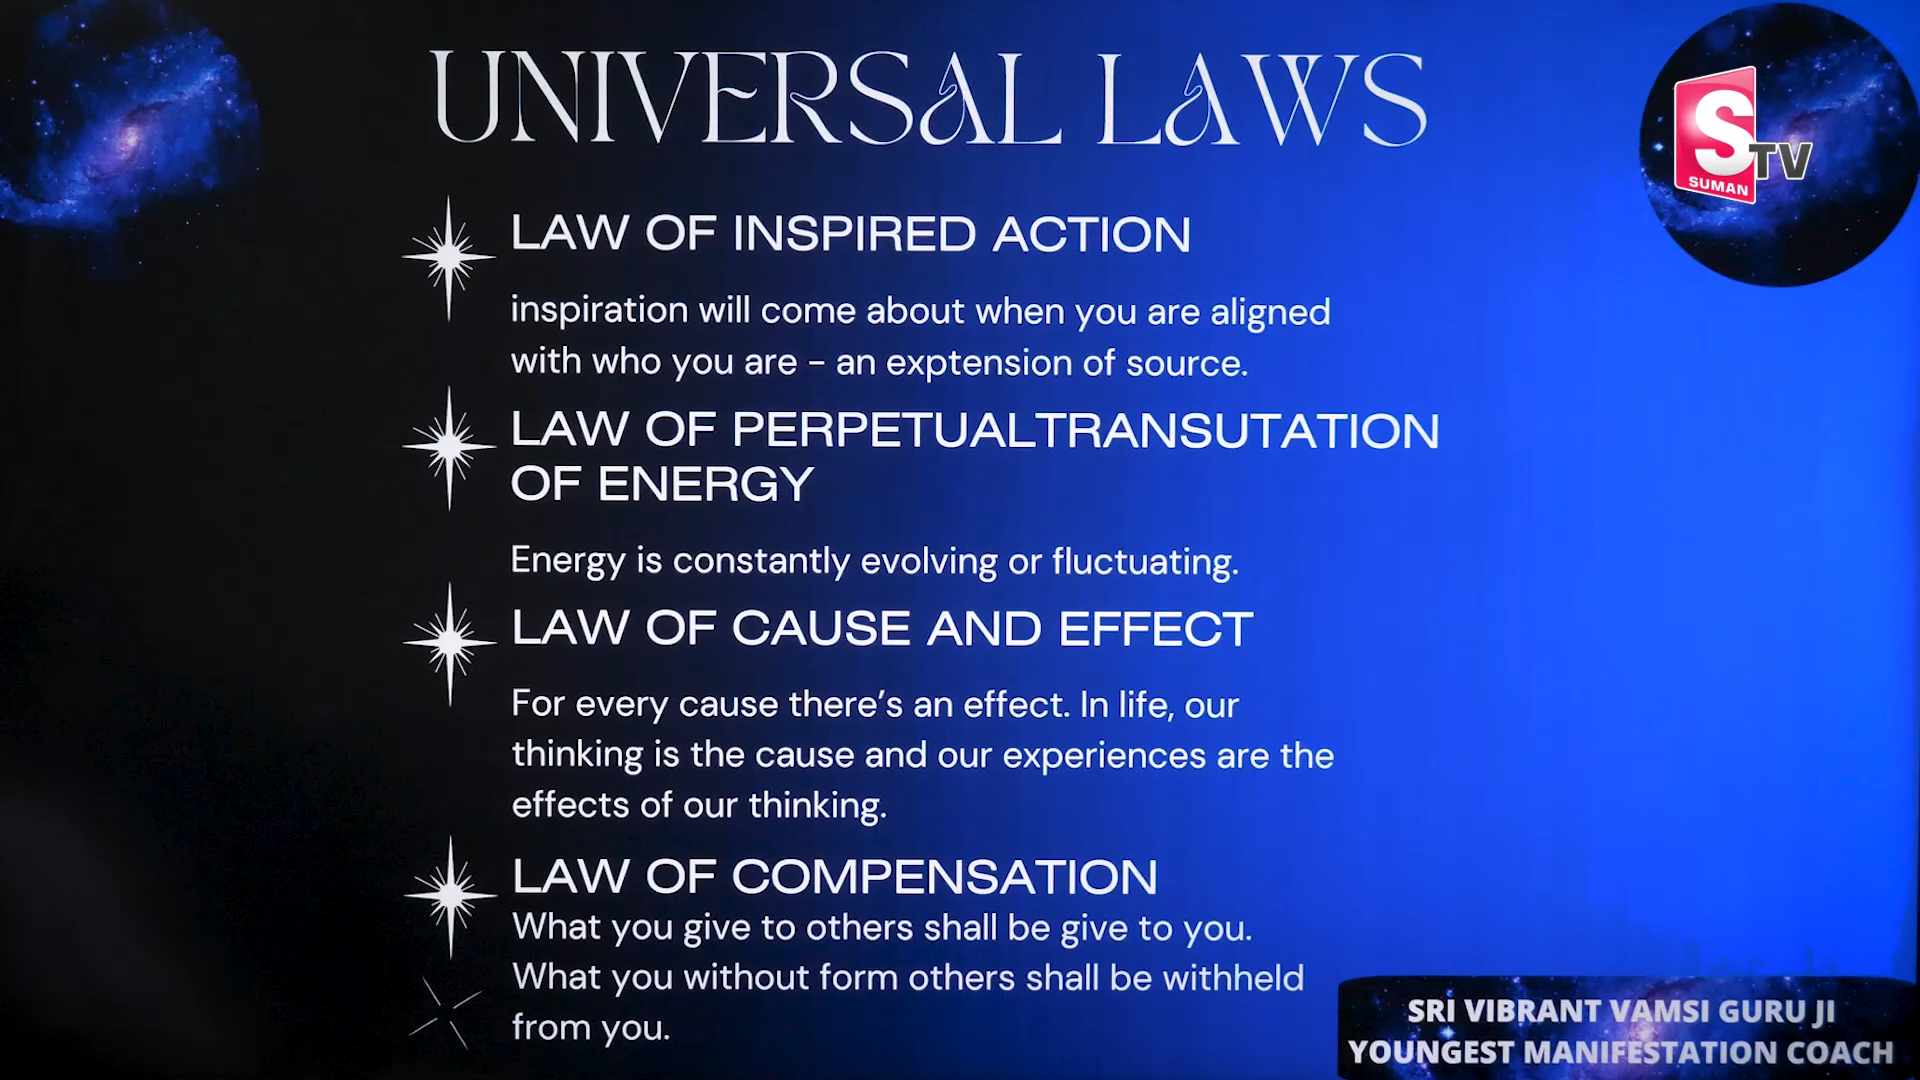 UNIVERSAL LAWS
S
TV
SUMAN
LAW OF INSPIRED ACTION
inspiration will come about when you are aligned
with who you are - an exptension of source.
LAW OF PERPETUALTRANSUTATION
OF ENERGY
Energy is constantly evolving or fluctuating.
LAW OF CAUSE AND EFFECT
For every cause there's an effect. In life, our
thinking is the cause and our experiences are the
effects of our thinking.
LAW OF COMPENSATION
What you give to others shall be give to you.
What you without form others shall be withheld
from you.
SRI VIBRANT VAMSI GURU JI
YOUNGEST MANIFESTATION COACH